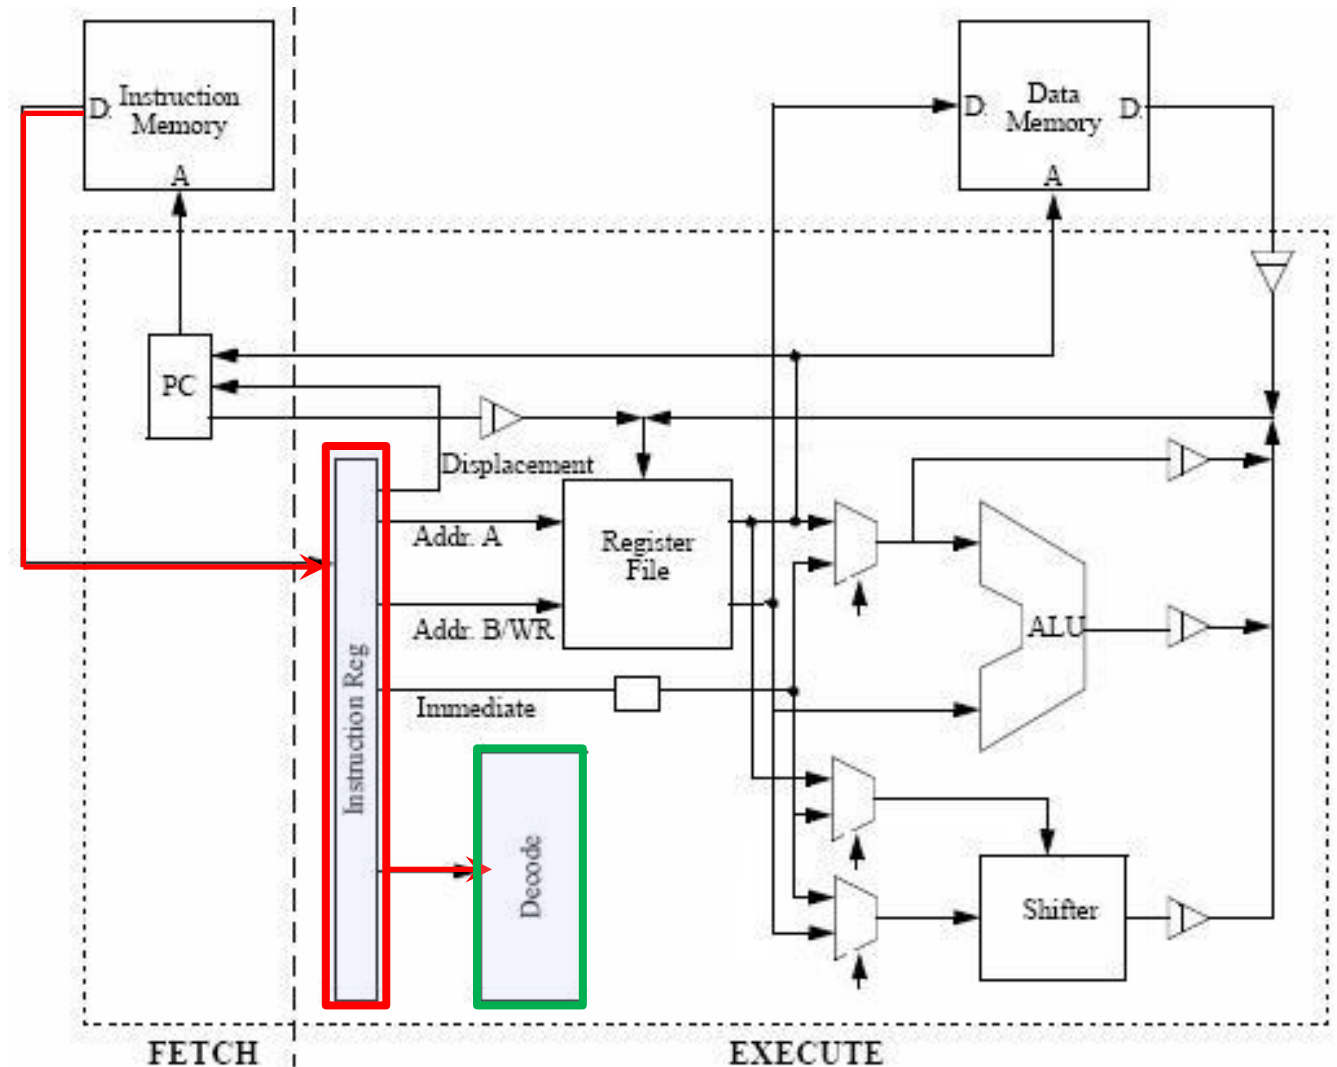 D
Instruction
Memory
A
D
Data
Memory
D
A
PC
Displacement
Addr. A
Register
File
Addr. B/WR
ALU
Immediate
Instruction Reg
Decode
Shifter
FETCH
EXECUTE